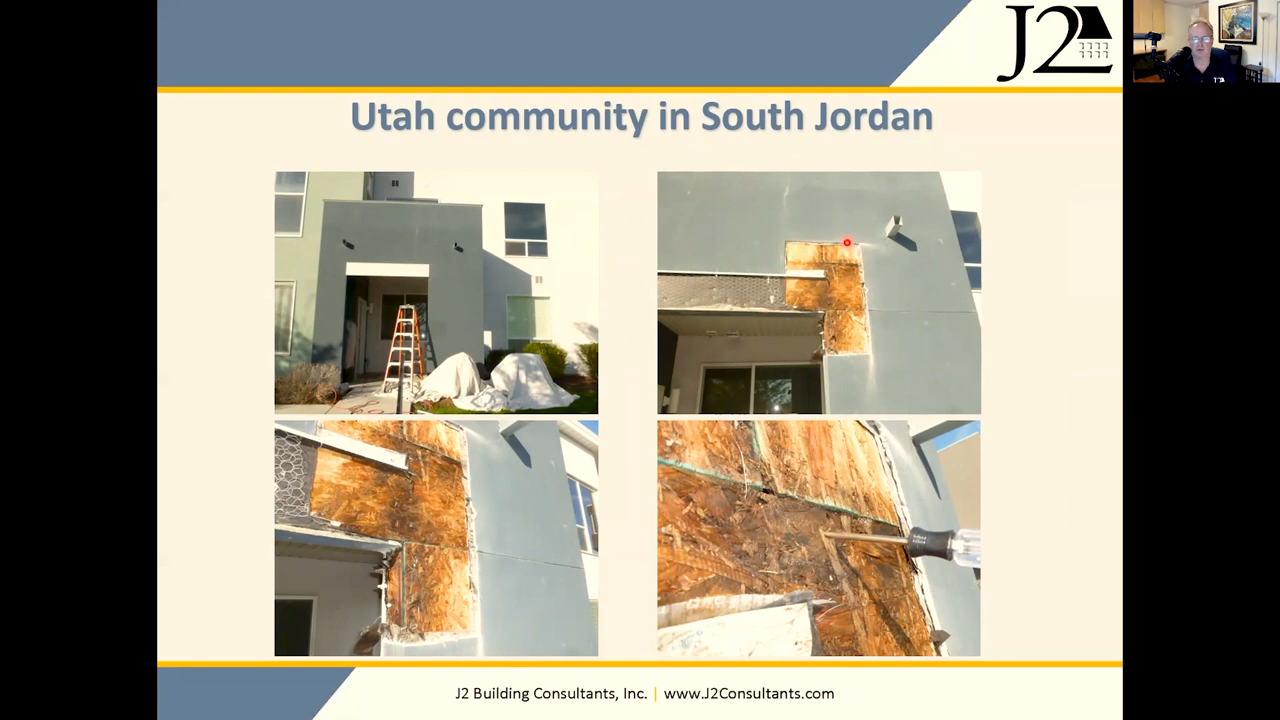 J2
Utah community in South Jordan
J2 Building Consultants, Inc. | www.J2Consultants.com